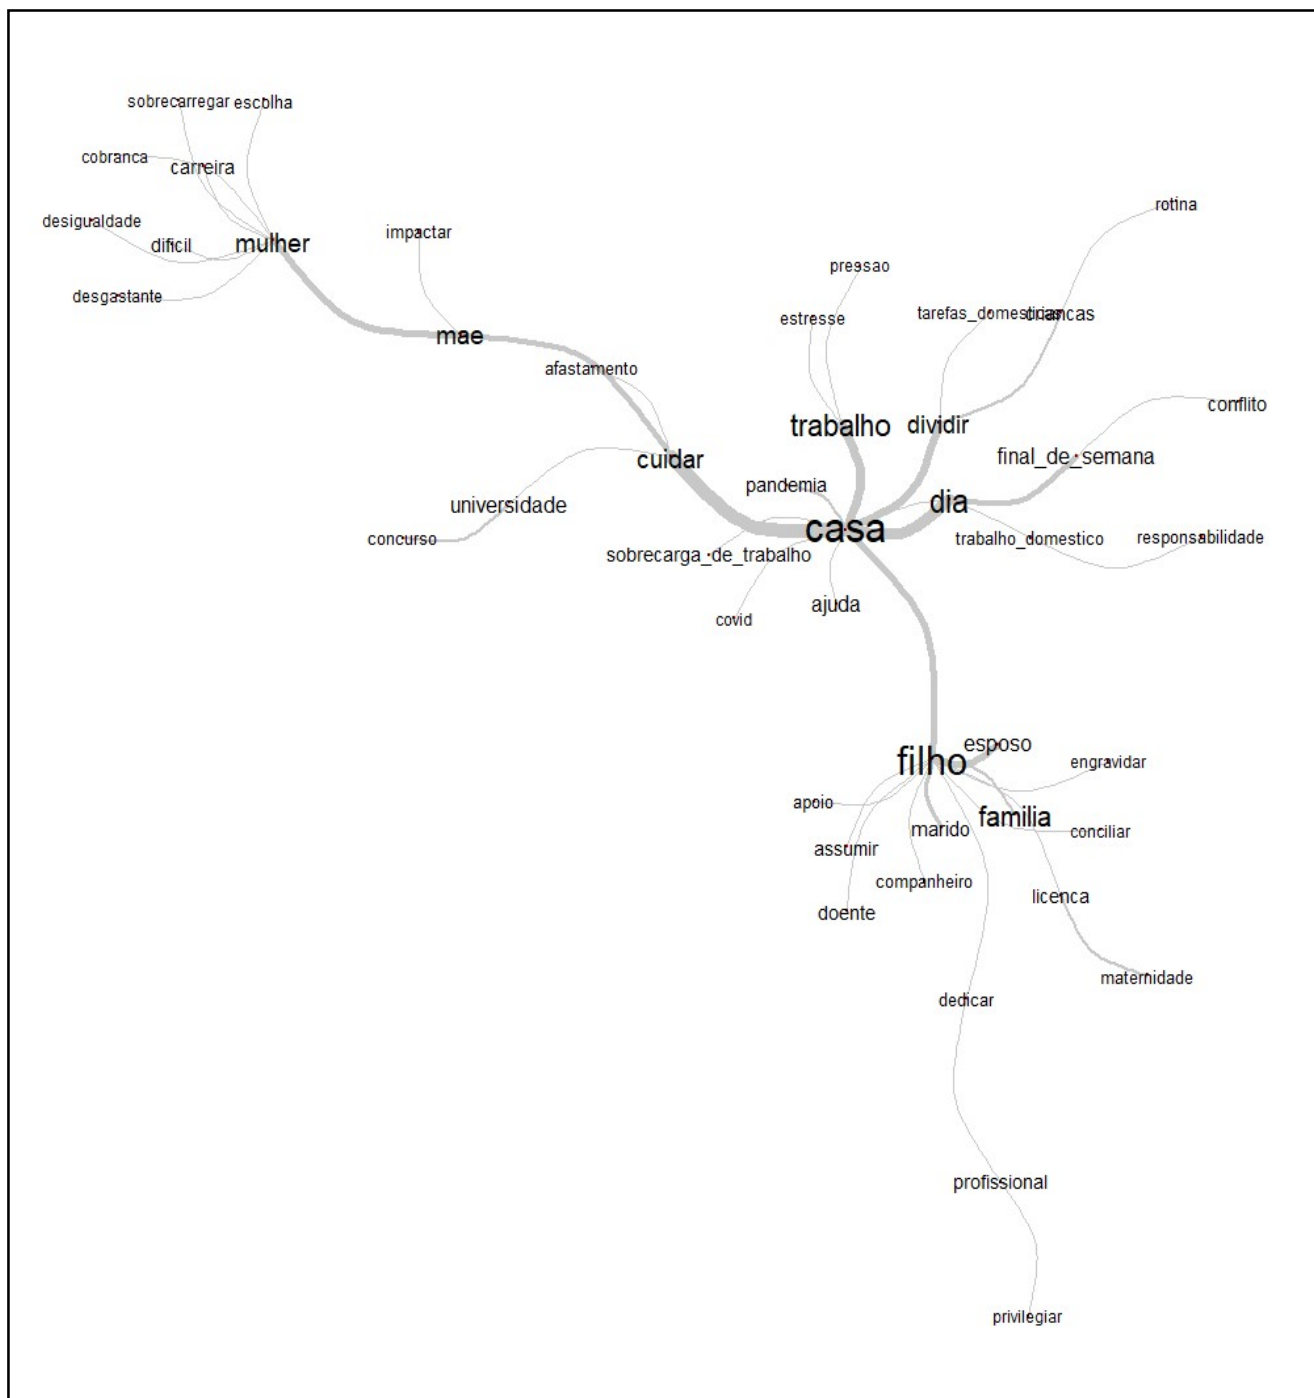 sobrecarregar
escolha
cobranca
carreira
desigualdade
dificil
mulher
desgastante
impactar
mae
afastamento
cuidar
universidade
concurso
rotina
pressao
estresse
tarefas_domesticas
criancas
trabalho
dividir
conflito
final_de_semana
pandemia
dia
casa
trabalho_domestico
responsabilidade
sobrecarga_de_trabalho
ajuda
covid
filho
esposo
engravidar
apoio
familia
marido
conciliar
assumir
companheiro
licenca
doente
maternidade
dedicar
profissional
privilegiar